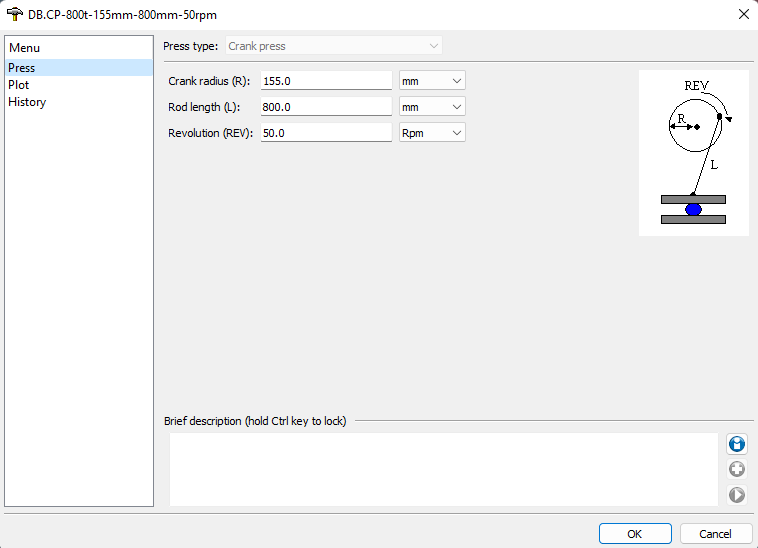 DB.CP-800t-155mm-800mm-50rpm
Menu
Press
Plot
History
Press type: Crank press
Crank radius (R): 155.0 mm
Rod length (L): 800.0 mm
Revolution (REV): 50.0 Rpm
REV
R
L
Brief description (hold Ctrl key to lock)
OK Cancel